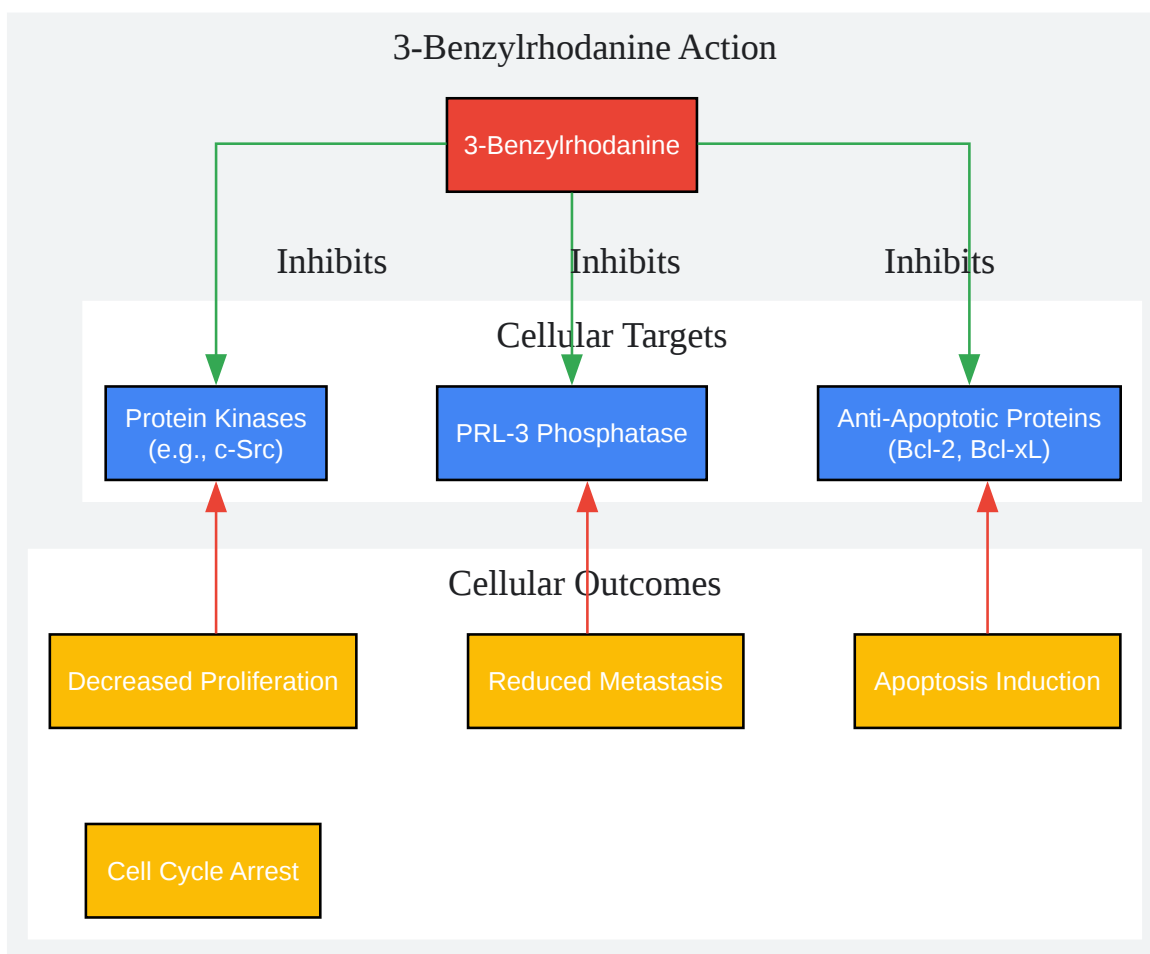 3-Benzylrhodanine Action
3-Benzylrhodanine
Inhibits
Inhibits
Inhibits
Cellular Targets
Protein Kinases
(e.g., c-Src)
PRL-3 Phosphatase
Anti-Apoptotic Proteins
(Bcl-2, Bcl-xL)
Cellular Outcomes
Decreased Proliferation
Reduced Metastasis
Apoptosis Induction
Cell Cycle Arrest